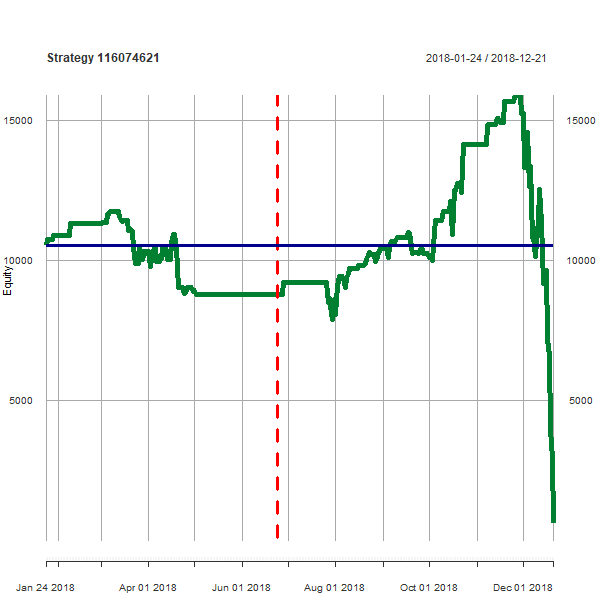 Strategy 116074621 2018-01-24 / 2018-12-21
15000 15000
10000 10000
Equity
5000 5000
Jan 24 2018 Apr 01 2018 Jun 01 2018 Aug 01 2018 Oct 01 2018 Dec 01 2018